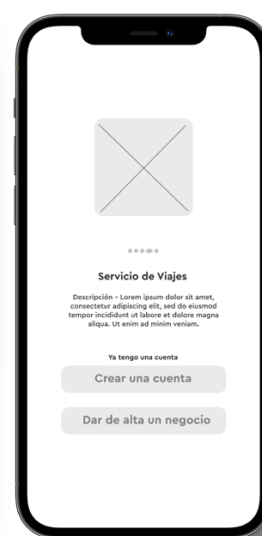 Servicio de Viajes
Descripción – Lorem ipsum dolor sit amet,
consectetur adipiscing elit, sed do eiusmod
tempor incididunt ut labore et dolore magna
aliqua. Ut enim ad minim veniam.
Ya tengo una cuenta
Crear una cuenta
Dar de alta un negocio